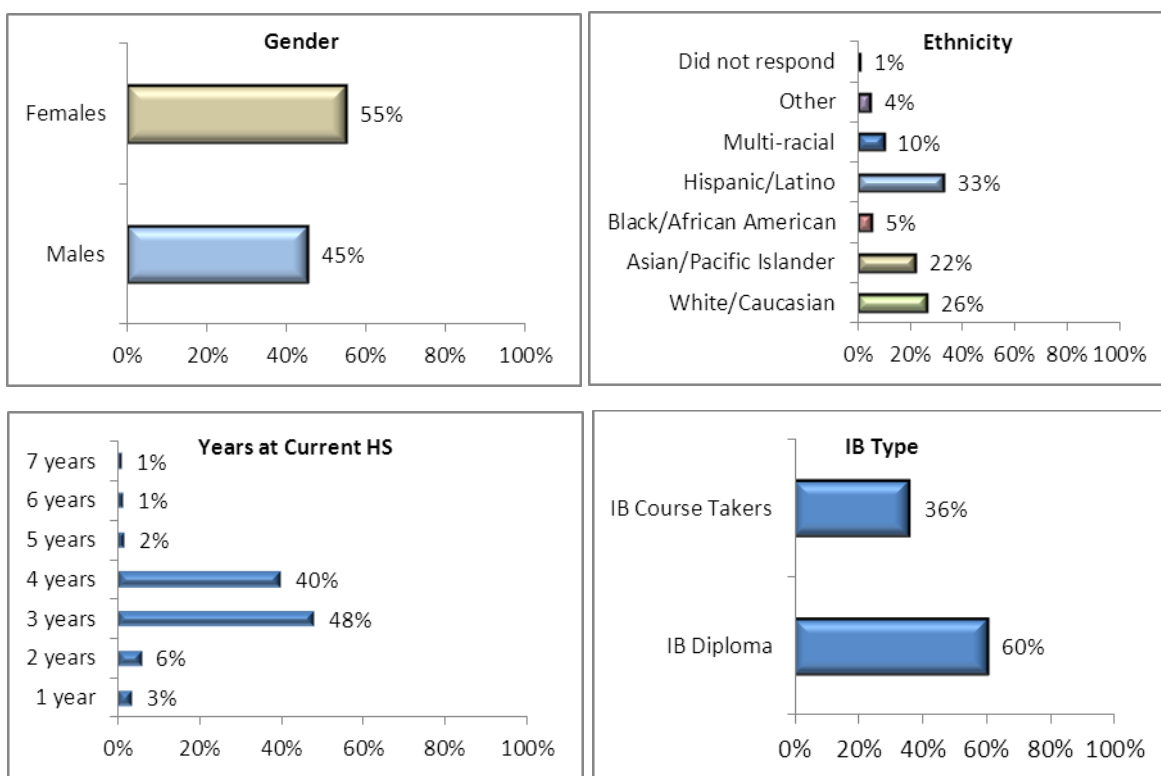 Gender
Females 55%
Males 45%
0% 20% 40% 60% 80% 100%
Ethnicity
Did not respond 1%
Other 4%
Multi-racial 10%
Hispanic/Latino 33%
Black/African American 5%
Asian/Pacific Islander 22%
White/Caucasian 26%
0% 20% 40% 60% 80% 100%
Years at Current HS
7 years 1%
6 years 1%
5 years 2%
4 years 40%
3 years 48%
2 years 6%
1 year 3%
0% 20% 40% 60% 80% 100%
IB Type
IB Course Takers 36%
IB Diploma 60%
0% 20% 40% 60% 80% 100%